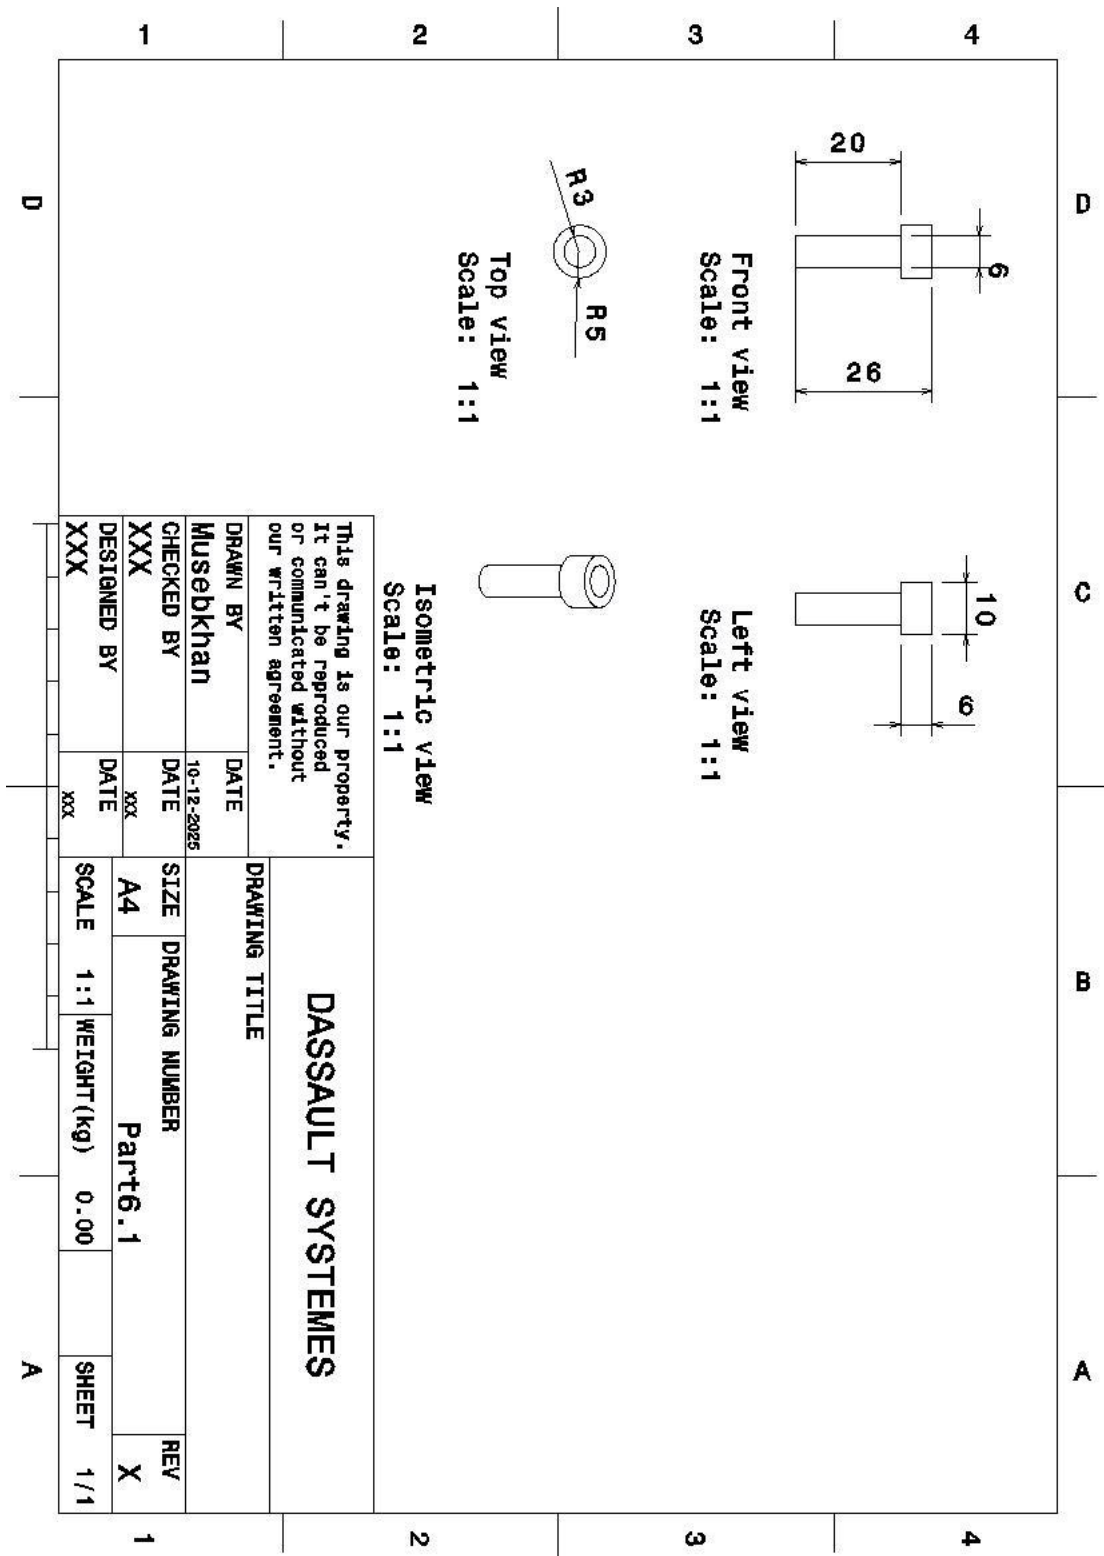 4
3
2
1
D
C
B
A
20
6
26
Front view
Scale: 1:1
10
6
Left view
Scale: 1:1
R3
R5
Top view
Scale: 1:1
Isometric view
Scale: 1:1
This drawing is our property.
It can't be reproduced
or communicated without
our written agreement.
DASSAULT SYSTEMES
DRAWN BY
Musebkhan
DATE
10-12-2025
DRAWING TITLE
CHECKED BY
XXX
DATE
XXX
SIZE
A4
DRAWING NUMBER
Part6.1
REV
X
DESIGNED BY
XXX
DATE
XXX
SCALE 1:1
WEIGHT(kg) 0.00
SHEET 1/1
4
3
2
1
D
A